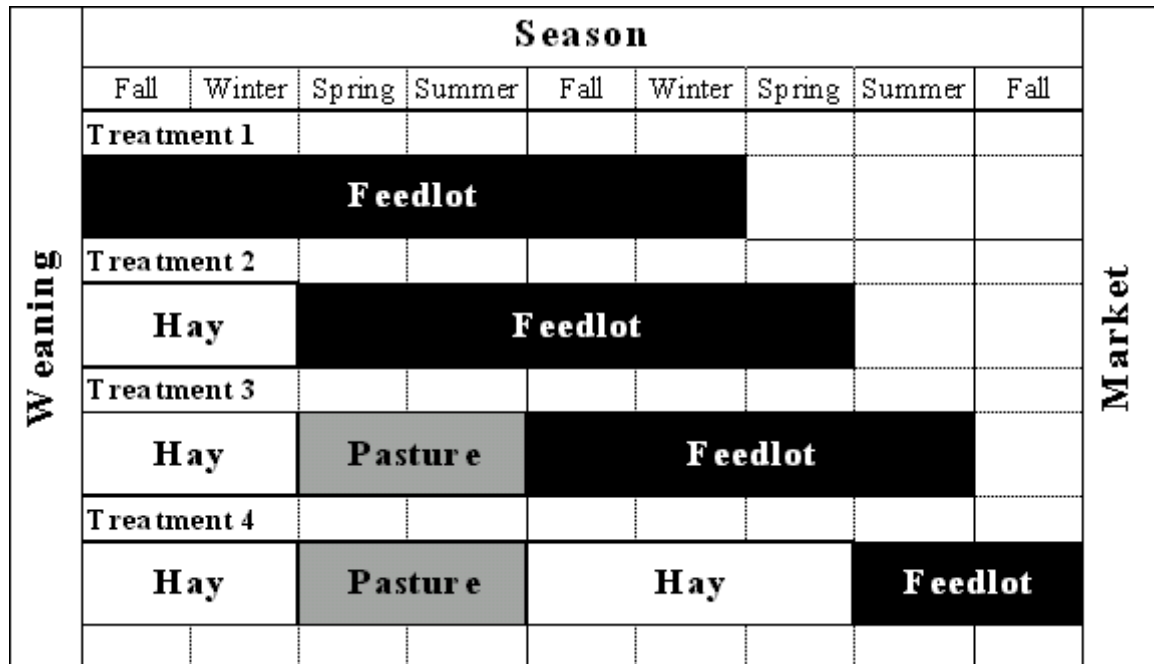 Season
Fall Winter Spring Summer Fall Winter Spring Summer Fall
Treatment 1
Feedlot
Treatment 2
Hay Feedlot
Treatment 3
Hay Pasture Feedlot
Treatment 4
Hay Pasture Hay Feedlot
Weaning
Market